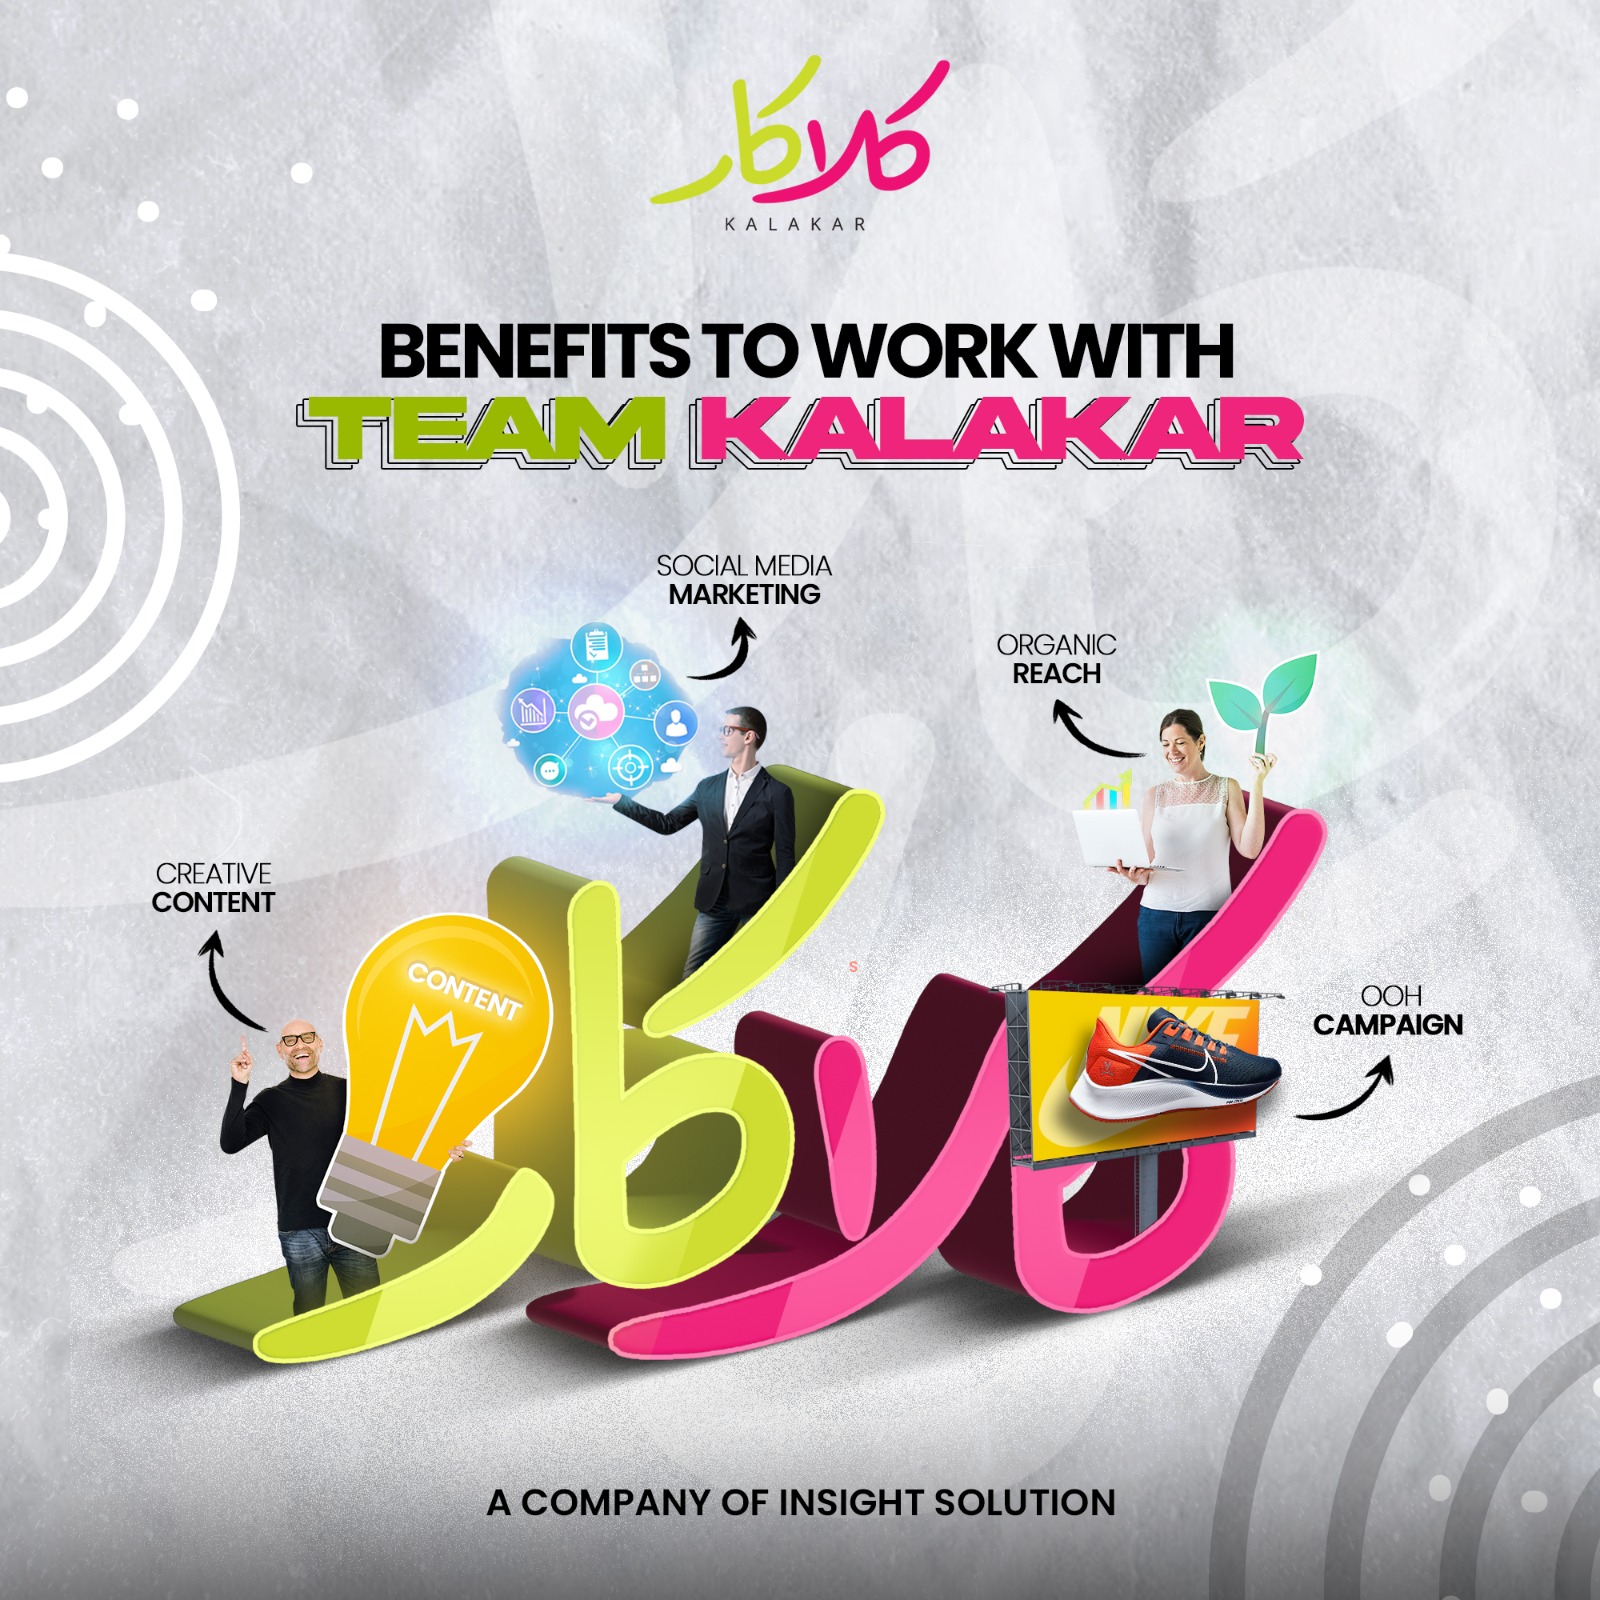 کلاکار
KALAKAR
BENEFITS TO WORK WITH
TEAM KALAKAR
SOCIAL MEDIA
MARKETING
ORGANIC
REACH
CREATIVE
CONTENT
CONTENT
S
OOH
CAMPAIGN
NIKE
کلاکار
A COMPANY OF INSIGHT SOLUTION